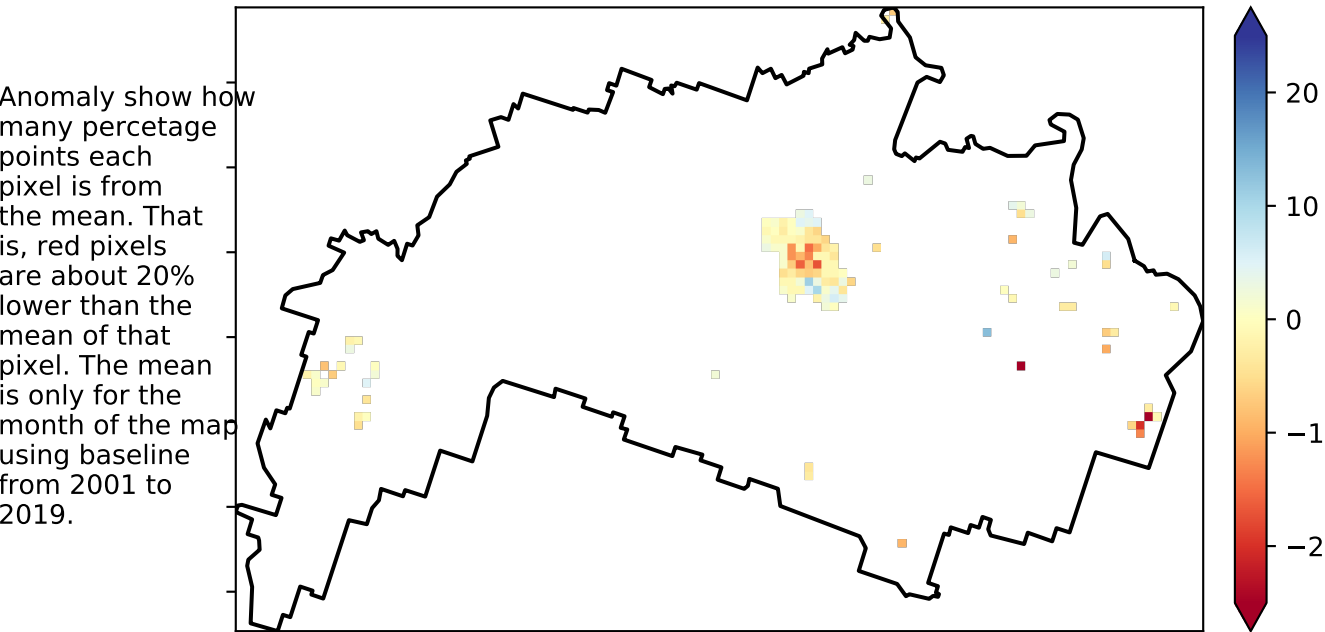 Anomaly show how
many percetage
points each
pixel is from
the mean. That
is, red pixels
are about 20%
lower than the
mean of that
pixel. The mean
is only for the
month of the map
using baseline
from 2001 to
2019.
20
10
0
−1
−2